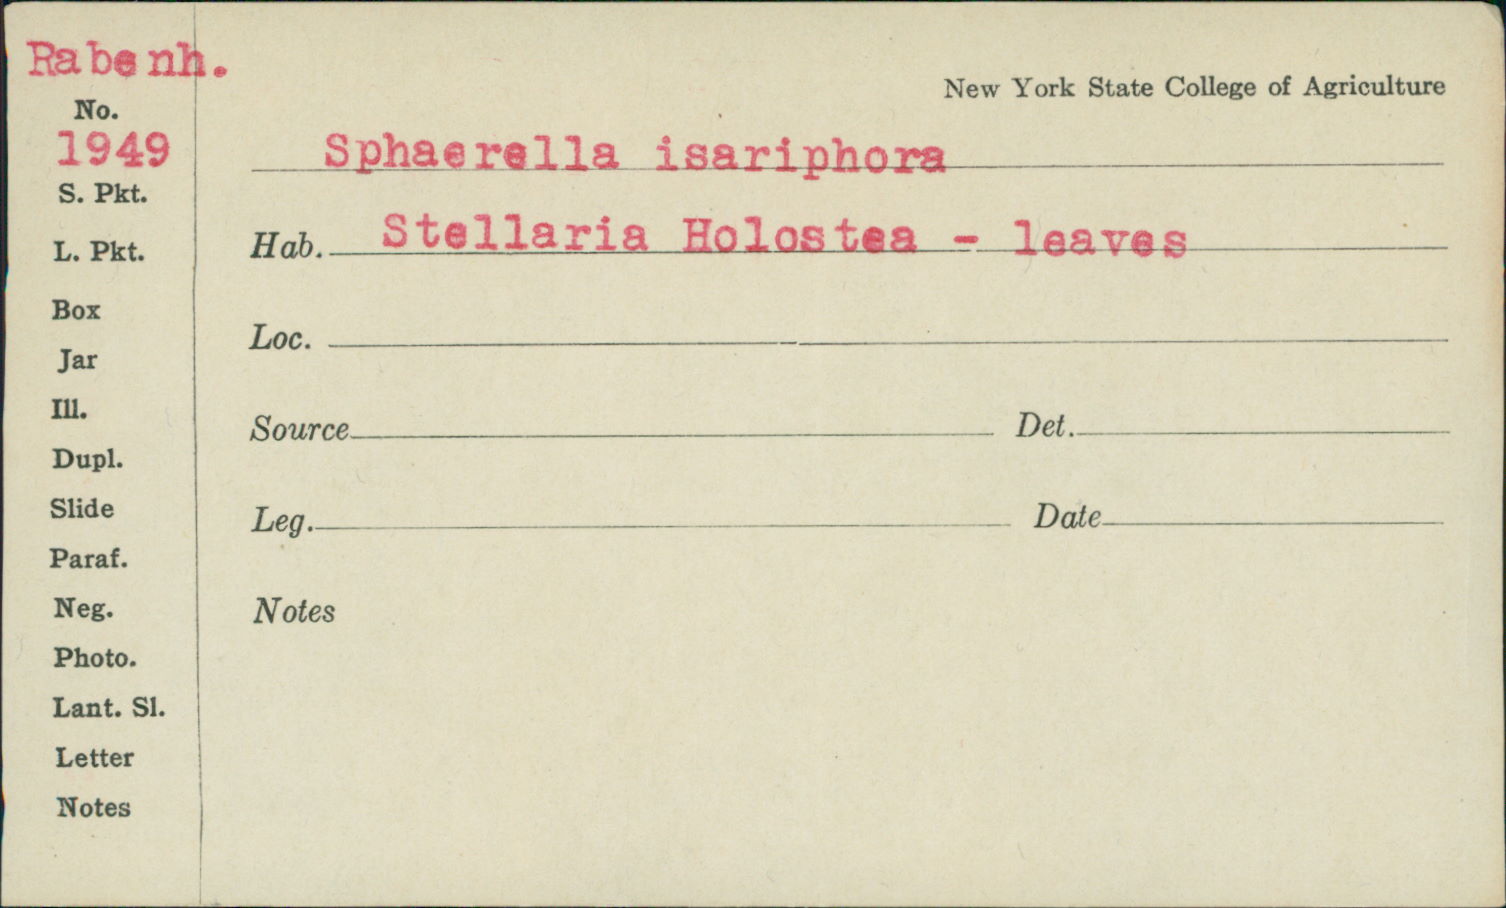 Rabenh.
New York State College of Agriculture
No.
1949
Sphaerella isariphora
S. Pkt.
Hab. Stellaria Holostea - leaves
L. Pkt.
Box
Loc.
Jar
Ill.
Source Det.
Dupl.
Slide
Leg. Date
Paraf.
Neg.
Notes
Photo.
Lant. Sl.
Letter
Notes